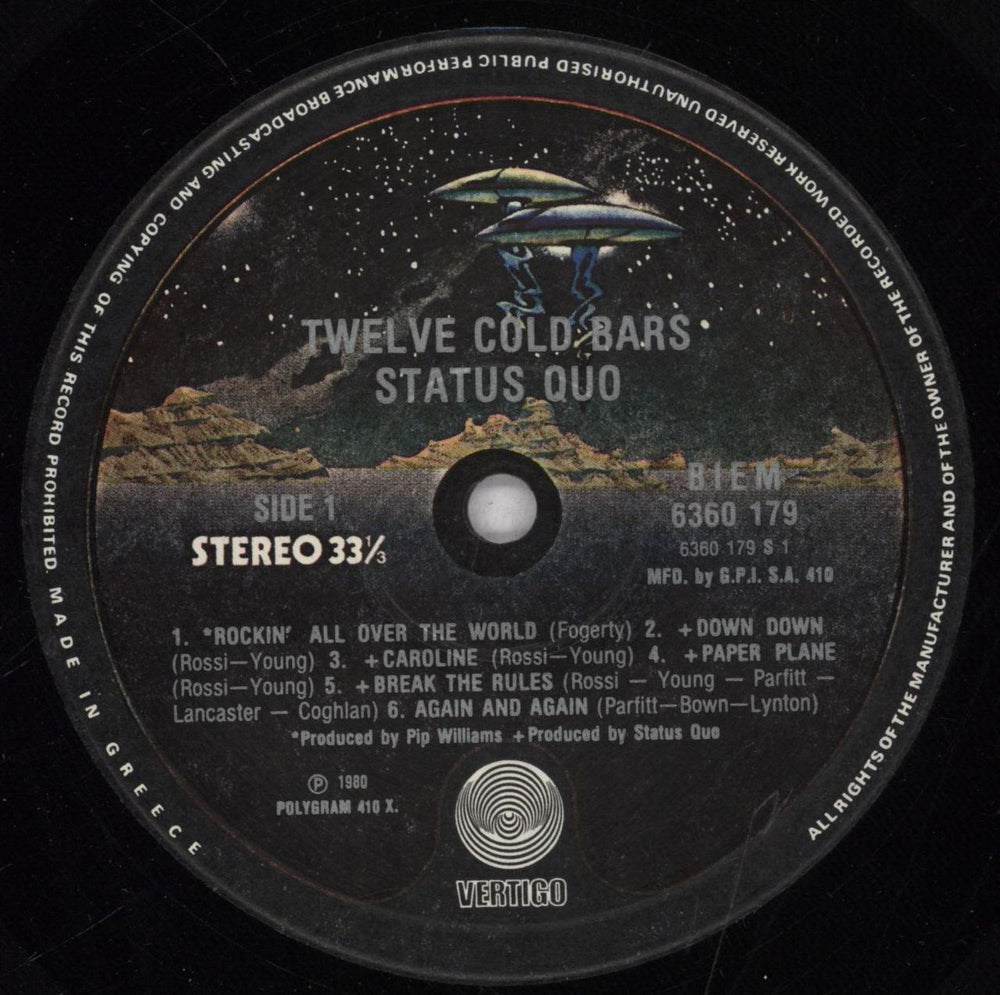 ALL RIGHTS OF THE MANUFACTURER AND OF THE OWNER OF THE RECORDED WORK RESERVED UNAUTHORISED PUBLIC PERFORMANCE BROADCASTING AND COPYING OF THIS RECORD PROHIBITED. MADE IN GREECE
TWELVE COLD BARS
STATUS QUO
SIDE 1
STEREO 33⅓
BIEM
6360 179
6360 179 S 1
MFD. by G.P.I. S.A. 410
1. *ROCKIN' ALL OVER THE WORLD (Fogerty) 2. +DOWN DOWN
(Rossi—Young) 3. +CAROLINE (Rossi—Young) 4. +PAPER PLANE
(Rossi—Young) 5. +BREAK THE RULES (Rossi — Young — Parfitt —
Lancaster — Coghlan) 6. AGAIN AND AGAIN (Parfitt—Bown—Lynton)
*Produced by Pip Williams +Produced by Status Quo
Ⓟ 1980
POLYGRAM 410 X.
VERTIGO